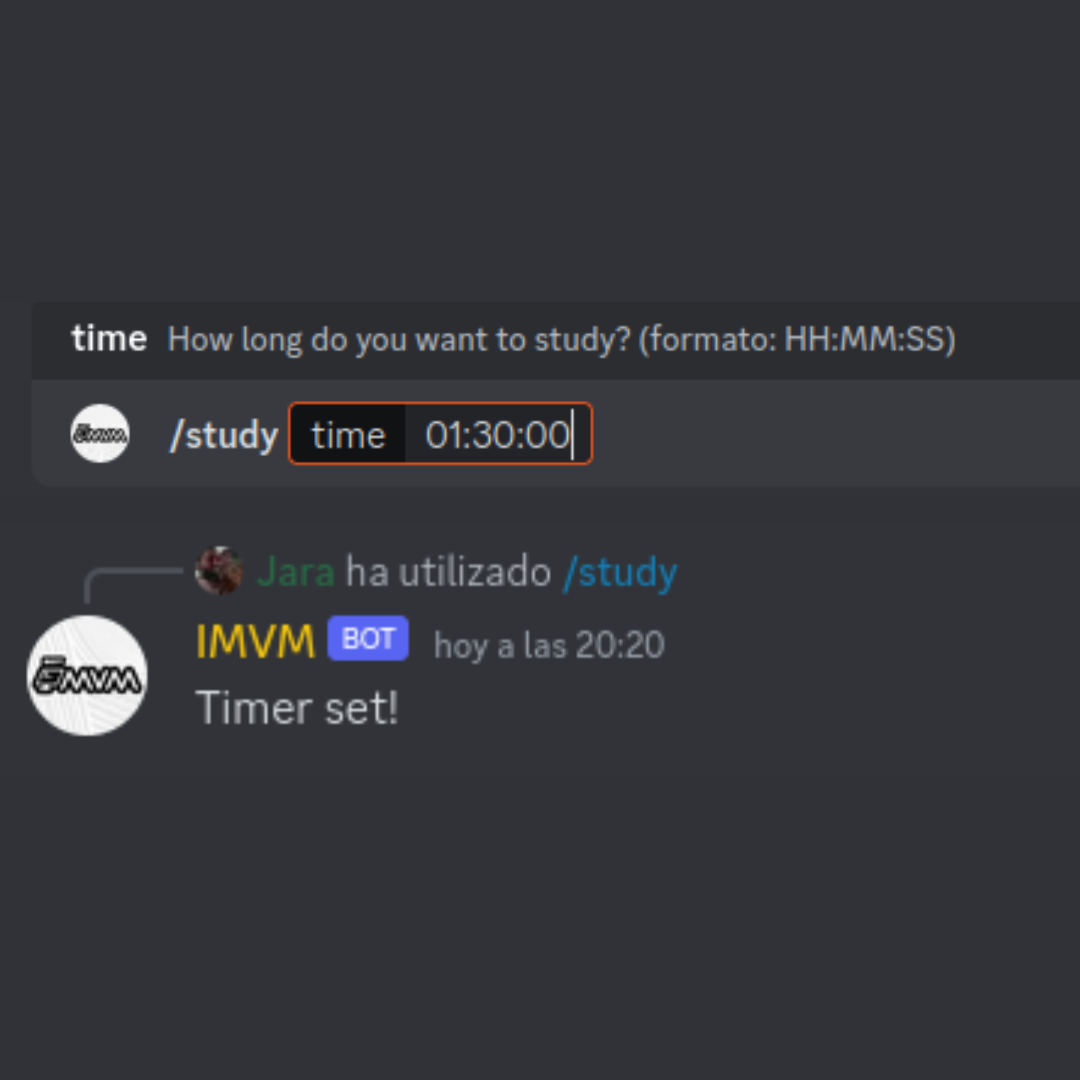 time How long do you want to study? (formato: HH:MM:SS)
/study time 01:30:00
Jara ha utilizado /study
IMVM BOT hoy a las 20:20
Timer set!